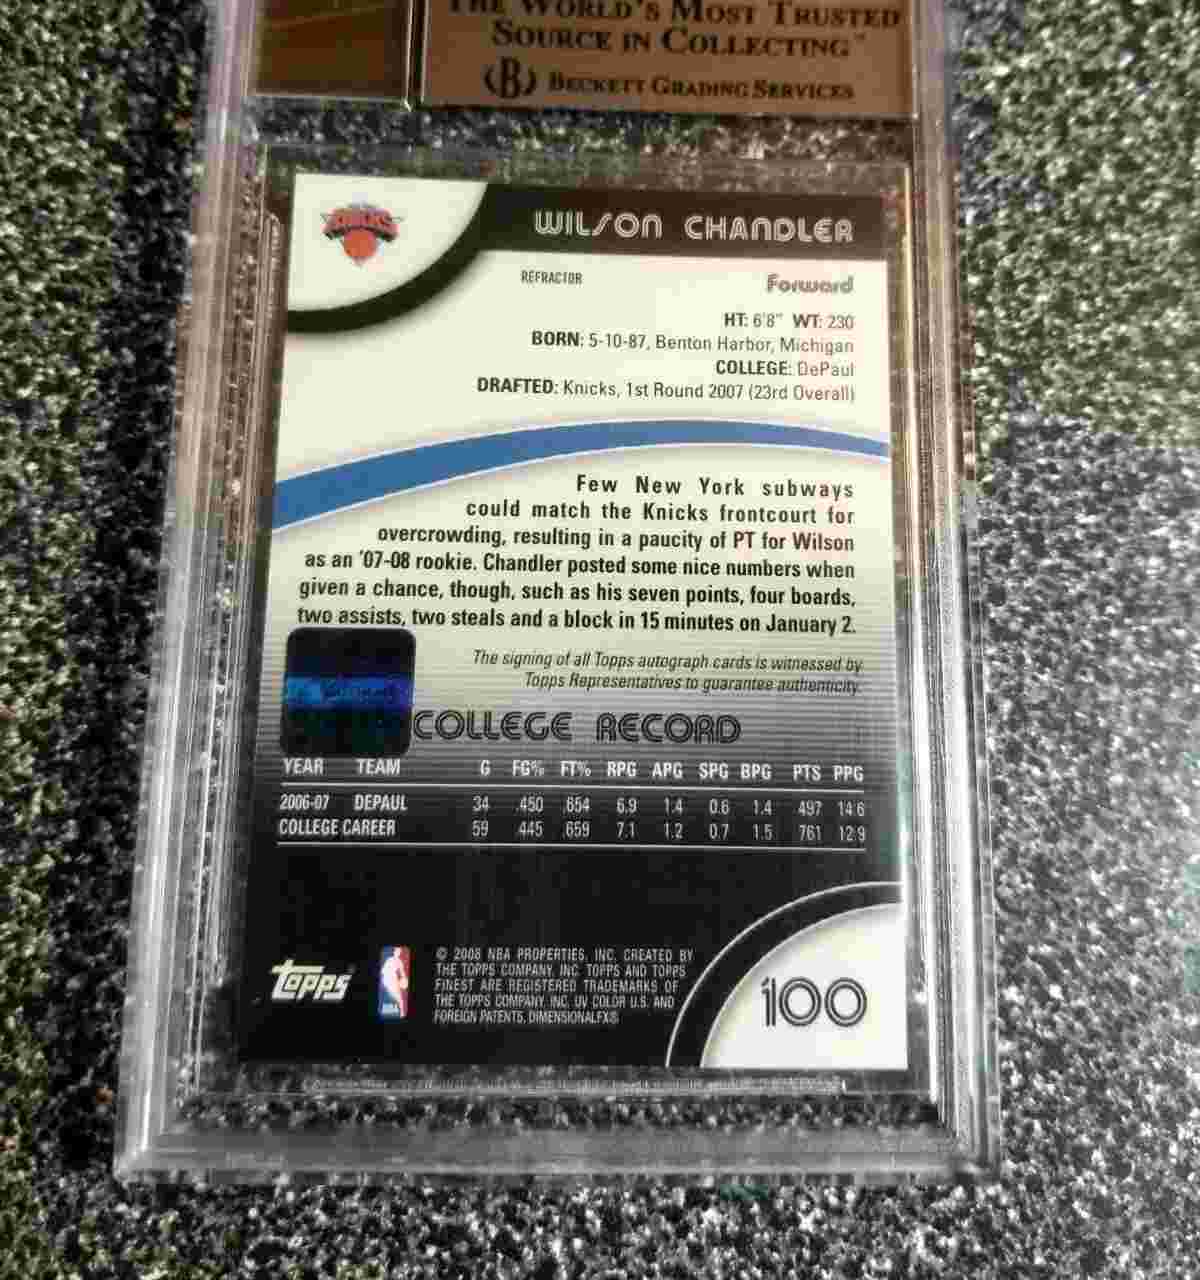 THE WORLD'S MOST TRUSTED
SOURCE IN COLLECTING™
(B) BECKETT GRADING SERVICES
KNICKS
WILSON CHANDLER
REFRACTOR
Forward
HT: 6'8" WT: 230
BORN: 5-10-87, Benton Harbor, Michigan
COLLEGE: DePaul
DRAFTED: Knicks, 1st Round 2007 (23rd Overall)
Few New York subways
could match the Knicks frontcourt for
overcrowding, resulting in a paucity of PT for Wilson
as an '07-08 rookie. Chandler posted some nice numbers when
given a chance, though, such as his seven points, four boards,
two assists, two steals and a block in 15 minutes on January 2.
The signing of all Topps autograph cards is witnessed by
Topps Representatives to guarantee authenticity.
COLLEGE RECORD
YEAR TEAM G FG% FT% RPG APG SPG BPG PTS PPG
2006-07 DEPAUL 34 .450 .654 6.9 1.4 0.6 1.4 497 14.6
COLLEGE CAREER 59 .445 .659 7.1 1.2 0.7 1.5 761 12.9
topps
NBA
© 2008 NBA PROPERTIES, INC. CREATED BY
THE TOPPS COMPANY, INC. TOPPS AND TOPPS
FINEST ARE REGISTERED TRADEMARKS OF
THE TOPPS COMPANY, INC. UV COLOR U.S. AND
FOREIGN PATENTS. DIMENSIONALFX®
100